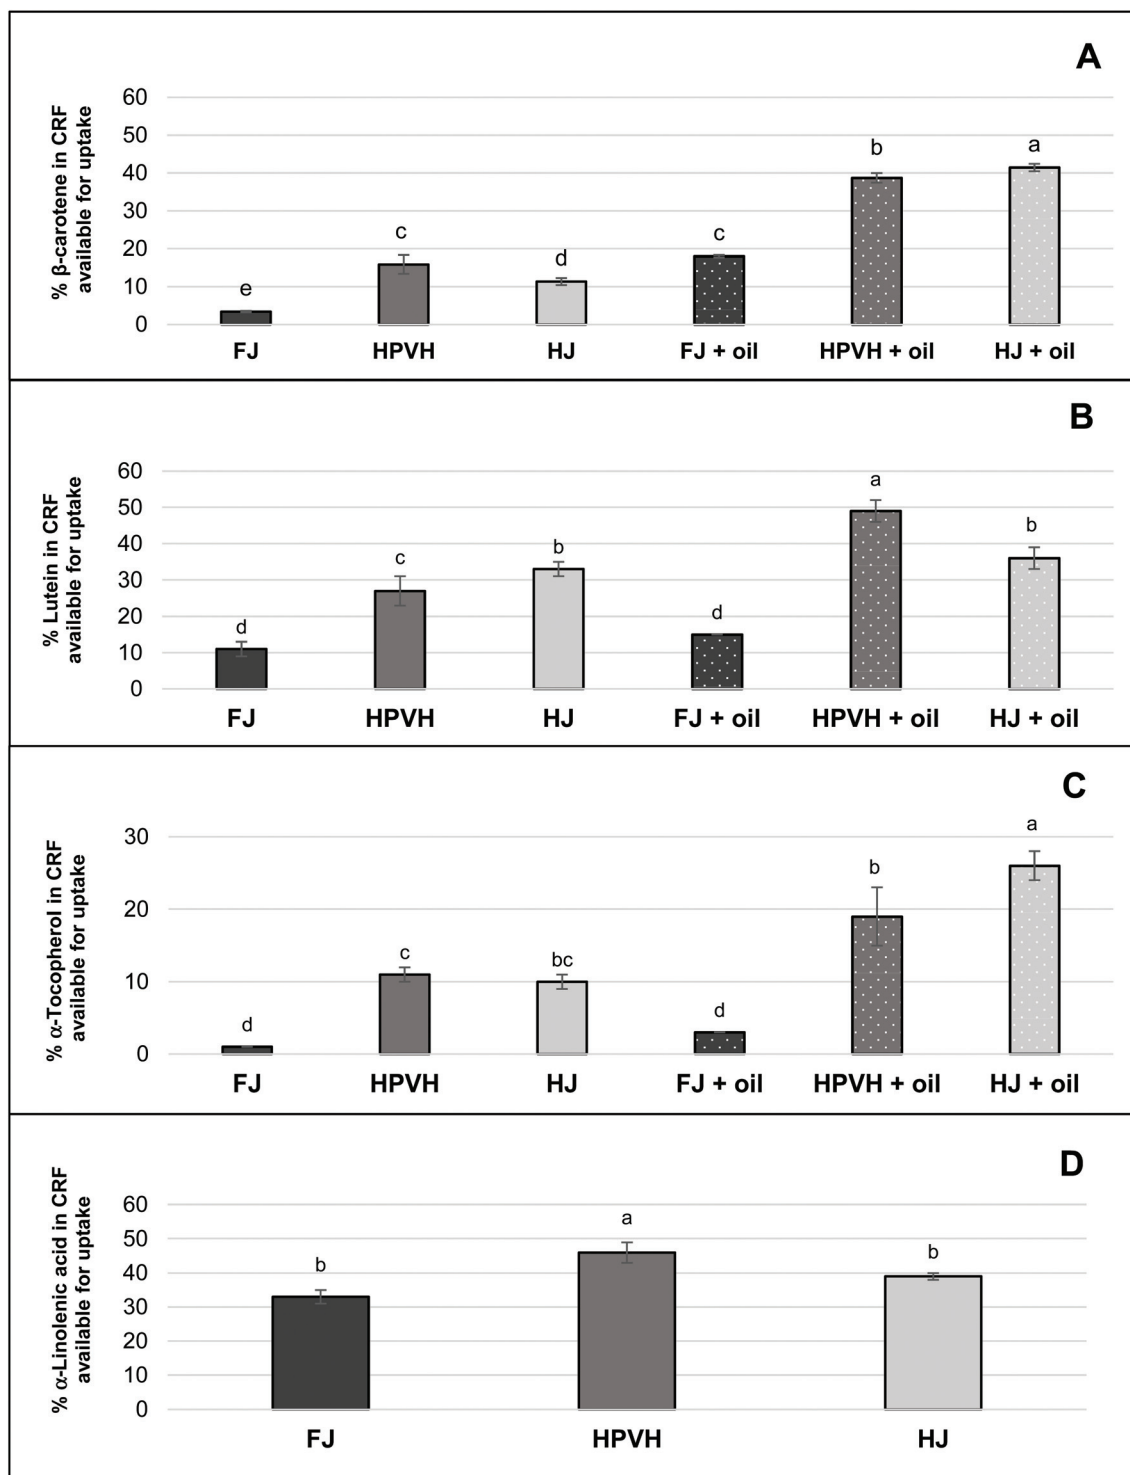 A
% β-carotene in CRF
available for uptake
60
50
40
30
20
10
0
e
c
d
c
b
a
FJ
HPVH
HJ
FJ + oil
HPVH + oil
HJ + oil
B
% Lutein in CRF
available for uptake
60
50
40
30
20
10
0
d
c
b
d
a
b
FJ
HPVH
HJ
FJ + oil
HPVH + oil
HJ + oil
C
% α-Tocopherol in CRF
available for uptake
30
20
10
0
d
c
bc
d
b
a
FJ
HPVH
HJ
FJ + oil
HPVH + oil
HJ + oil
D
% α-Linolenic acid in CRF
available for uptake
60
50
40
30
20
10
0
b
a
b
FJ
HPVH
HJ